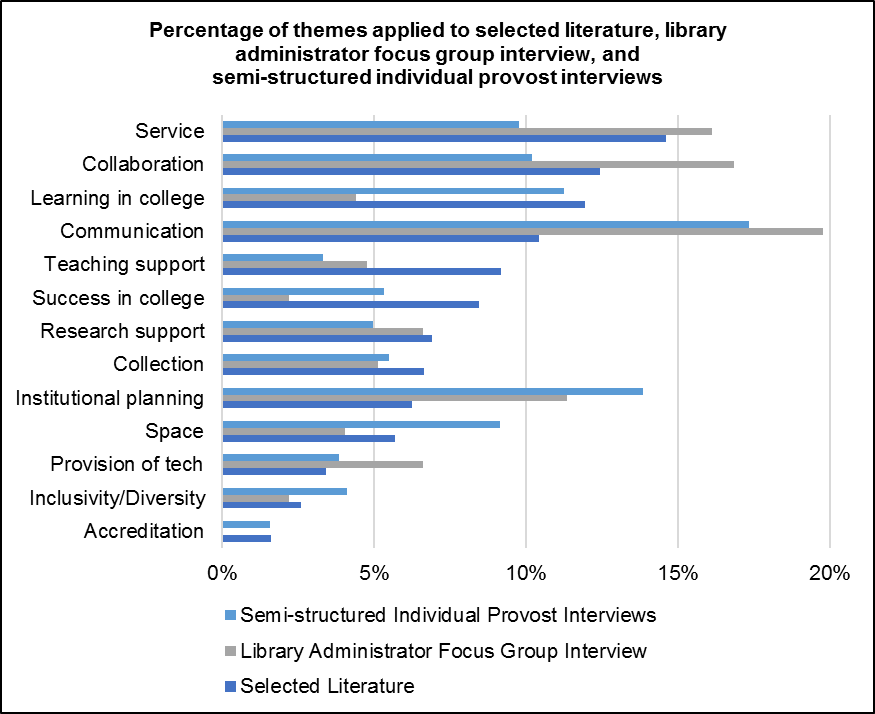 Percentage of themes applied to selected literature, library
administrator focus group interview, and
semi-structured individual provost interviews
Service
Collaboration
Learning in college
Communication
Teaching support
Success in college
Research support
Collection
Institutional planning
Space
Provision of tech
Inclusivity/Diversity
Accreditation
0% 5% 10% 15% 20%
Semi-structured Individual Provost Interviews
Library Administrator Focus Group Interview
Selected Literature